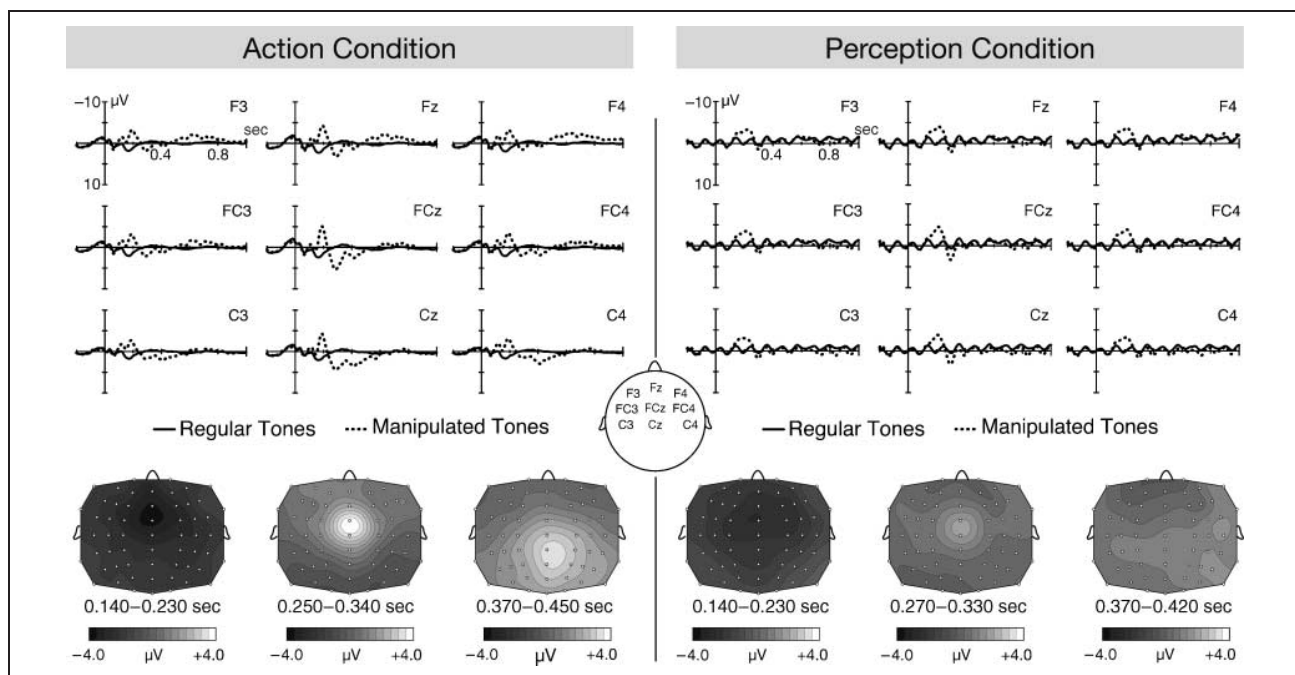 Action Condition
Perception Condition
−10 µV F3 Fz F4
sec
0.4 0.8
10
FC3 FCz FC4
C3 Cz C4
−10 µV F3 Fz F4
sec
0.4 0.8
10
FC3 FCz FC4
C3 Cz C4
F3 Fz F4
FC3 FCz FC4
C3 Cz C4
Regular Tones Manipulated Tones
Regular Tones Manipulated Tones
0.140−0.230 sec 0.250−0.340 sec 0.370−0.450 sec
−4.0 µV +4.0 −4.0 µV +4.0 −4.0 µV +4.0
0.140−0.230 sec 0.270−0.330 sec 0.370−0.420 sec
−4.0 µV +4.0 −4.0 µV +4.0 −4.0 µV +4.0